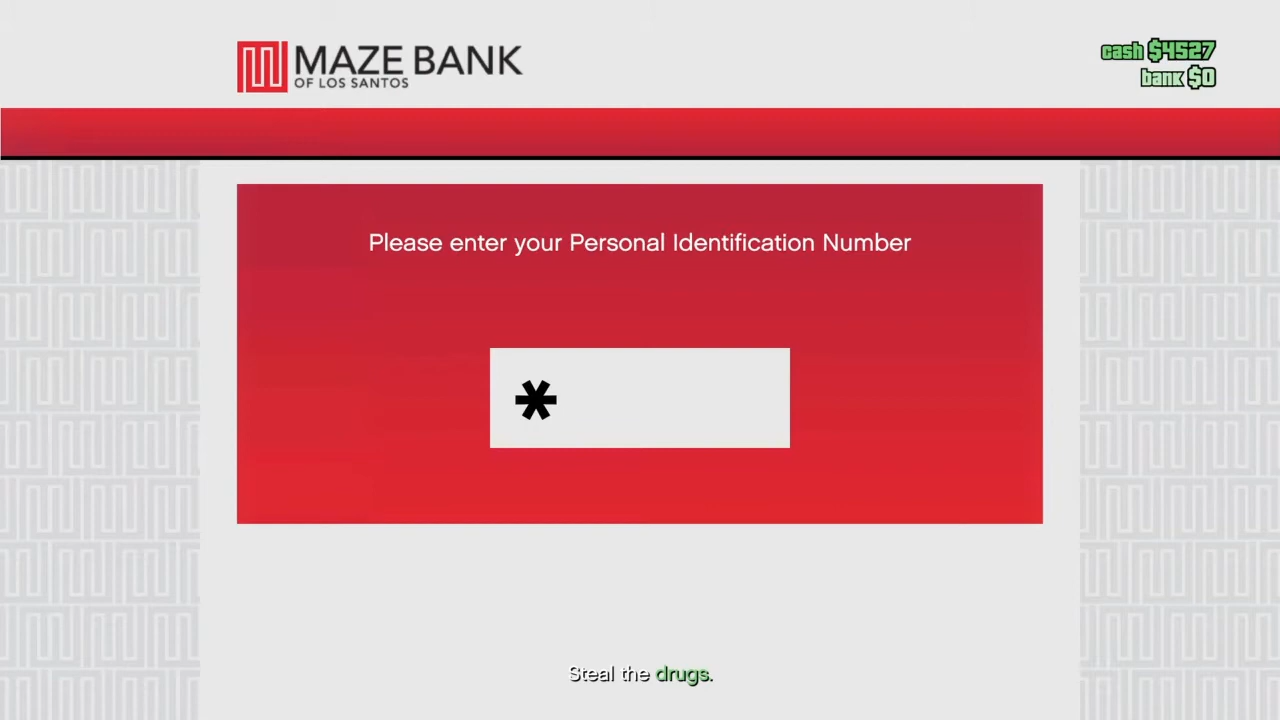 MAZE BANK
OF LOS SANTOS
cash $4527
bank $0
Please enter your Personal Identification Number
*
Steal the drugs.